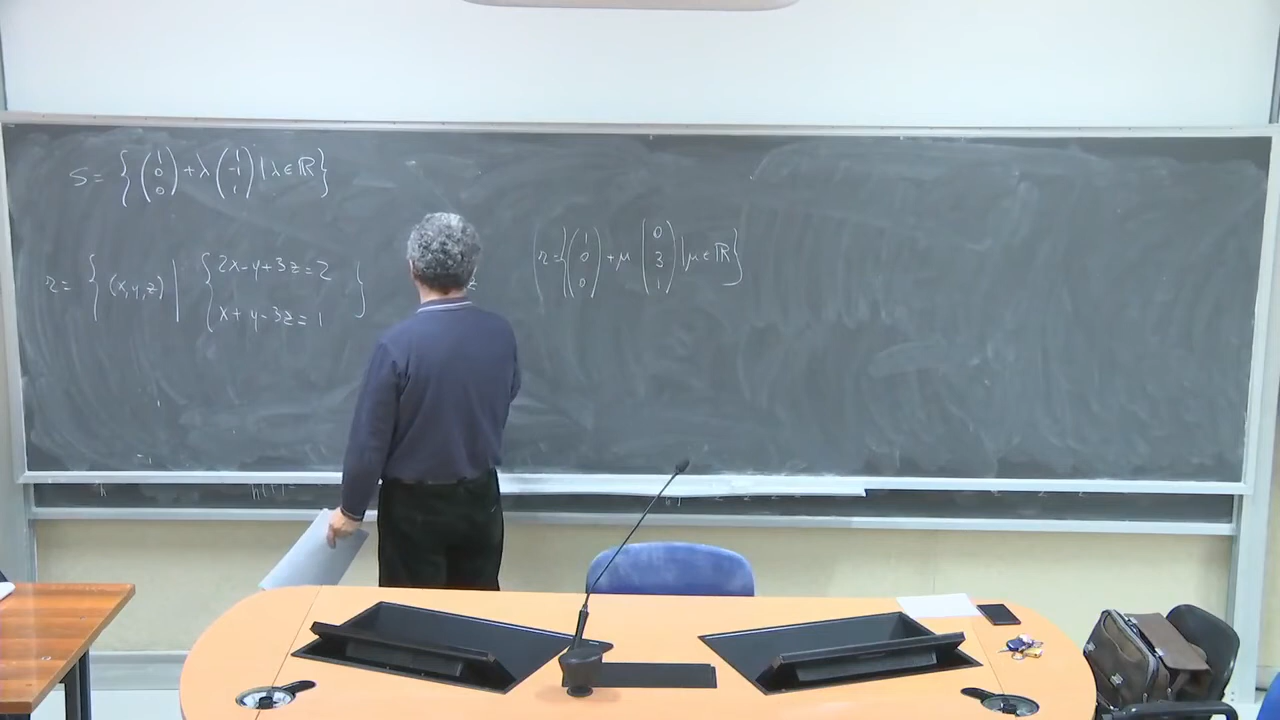 S = { (1 0 0) + λ (1 -1 1) | λ ∈ ℝ }
r = { (x, y, z) | { 2x - y + 3z = 2
x + y - 3z = 1 }
r = { (1 0 0) + μ (0 3 1) | μ ∈ ℝ }